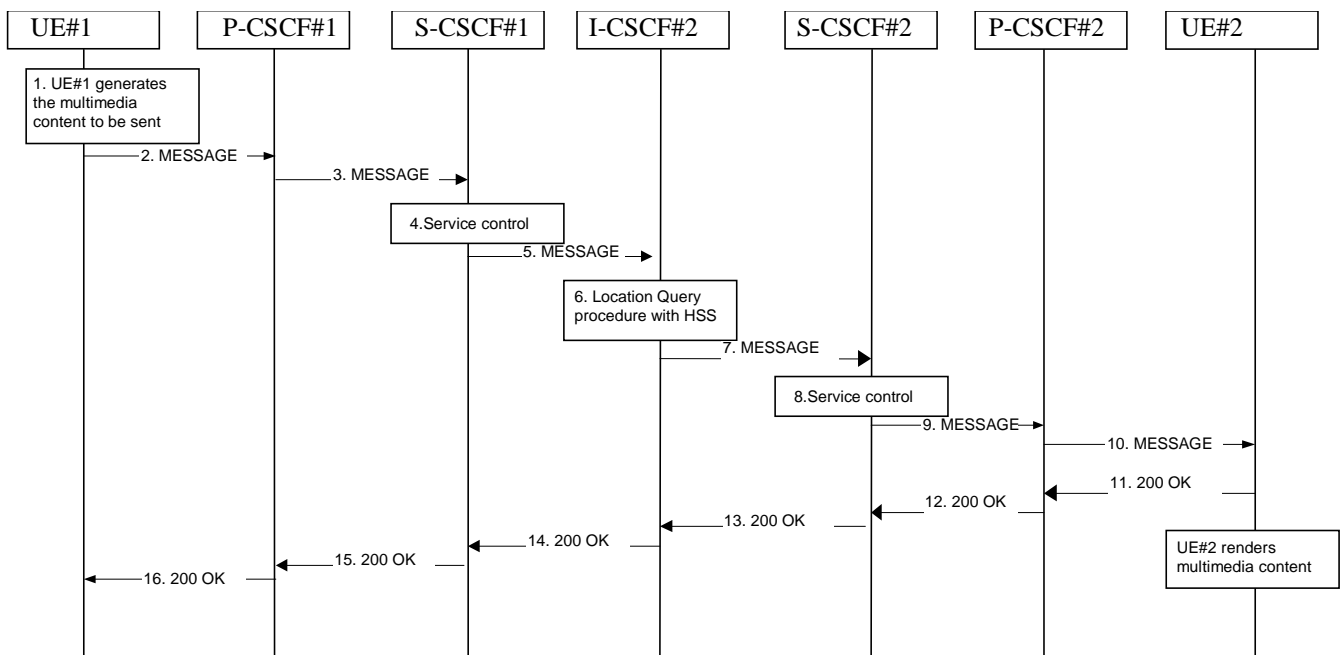 UE#1
P-CSCF#1
S-CSCF#1
I-CSCF#2
S-CSCF#2
P-CSCF#2
UE#2
1. UE#1 generates
the multimedia
content to be sent
2. MESSAGE
3. MESSAGE
4.Service control
5. MESSAGE
6. Location Query
procedure with HSS
7. MESSAGE
8.Service control
9. MESSAGE
10. MESSAGE
11. 200 OK
12. 200 OK
13. 200 OK
14. 200 OK
UE#2 renders
multimedia content
15. 200 OK
16. 200 OK